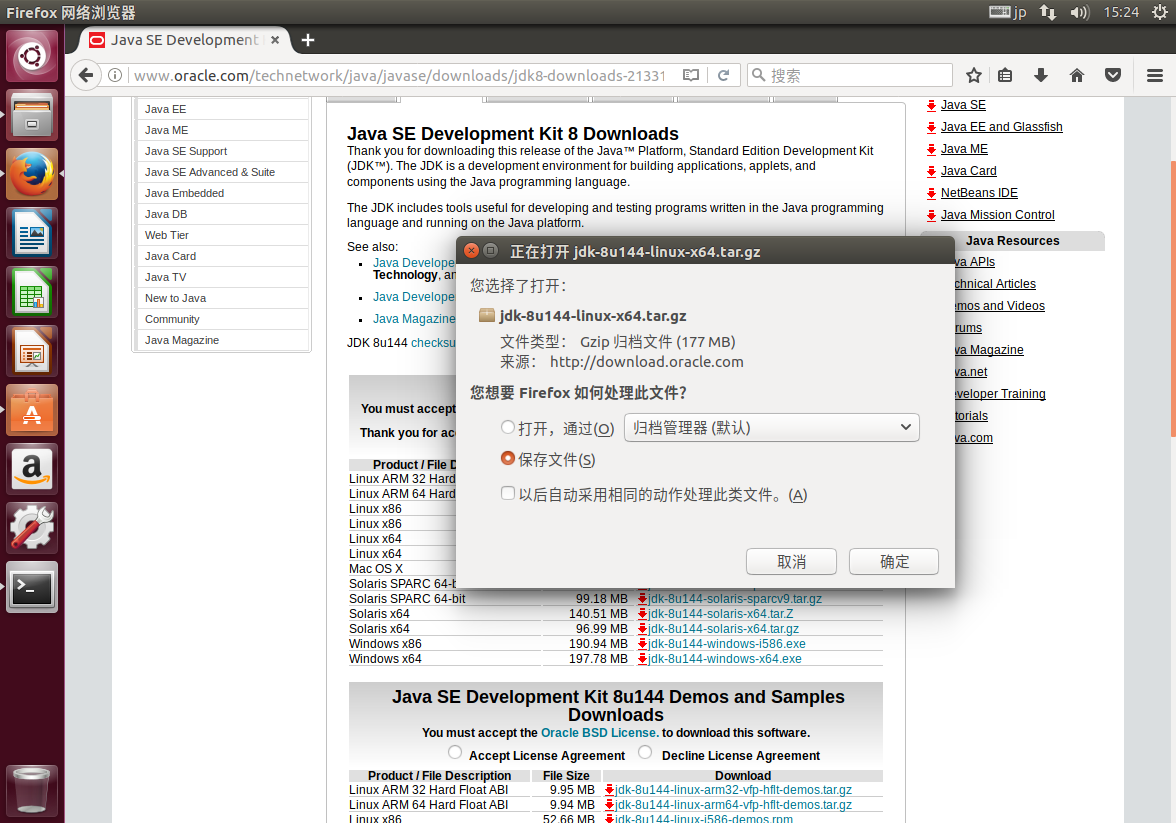 Firefox 网络浏览器
jp
15:24
Java SE Development
www.oracle.com/technetwork/java/javase/downloads/jdk8-downloads-21331
搜索
Java EE
Java ME
Java SE Support
Java SE Advanced & Suite
Java Embedded
Java DB
Web Tier
Java Card
Java TV
New to Java
Community
Java Magazine
Java SE Development Kit 8 Downloads
Thank you for downloading this release of the Java™ Platform, Standard Edition Development Kit
(JDK™). The JDK is a development environment for building applications, applets, and
components using the Java programming language.
The JDK includes tools useful for developing and testing programs written in the Java programming
language and running on the Java platform.
See also:
Java Develope
Technology, an
Java Develope
Java Magazine
JDK 8u144 checksu
You must accept
Thank you for acc
Product / File D
Linux ARM 32 Hard
Linux ARM 64 Hard
Linux x86
Linux x86
Linux x64
Linux x64
Mac OS X
Solaris SPARC 64-b
Solaris SPARC 64-bit 99.18 MB jdk-8u144-solaris-sparcv9.tar.gz
Solaris x64 140.51 MB jdk-8u144-solaris-x64.tar.Z
Solaris x64 96.99 MB jdk-8u144-solaris-x64.tar.gz
Windows x86 190.94 MB jdk-8u144-windows-i586.exe
Windows x64 197.78 MB jdk-8u144-windows-x64.exe
Java SE Development Kit 8u144 Demos and Samples
Downloads
You must accept the Oracle BSD License. to download this software.
Accept License Agreement Decline License Agreement
Product / File Description File Size Download
Linux ARM 32 Hard Float ABI 9.95 MB jdk-8u144-linux-arm32-vfp-hflt-demos.tar.gz
Linux ARM 64 Hard Float ABI 9.94 MB jdk-8u144-linux-arm64-vfp-hflt-demos.tar.gz
Linux x86 52.66 MB jdk-8u144-linux-i586-demos.rpm
Java SE
Java EE and Glassfish
Java ME
Java Card
NetBeans IDE
Java Mission Control
Java Resources
va APIs
chnical Articles
emos and Videos
rums
va Magazine
va.net
eveloper Training
torials
va.com
正在打开 jdk-8u144-linux-x64.tar.gz
您选择了打开：
jdk-8u144-linux-x64.tar.gz
文件类型： Gzip 归档文件 (177 MB)
来源： http://download.oracle.com
您想要 Firefox 如何处理此文件？
打开，通过(O) 归档管理器 (默认)
保存文件(S)
以后自动采用相同的动作处理此类文件。(A)
取消 确定